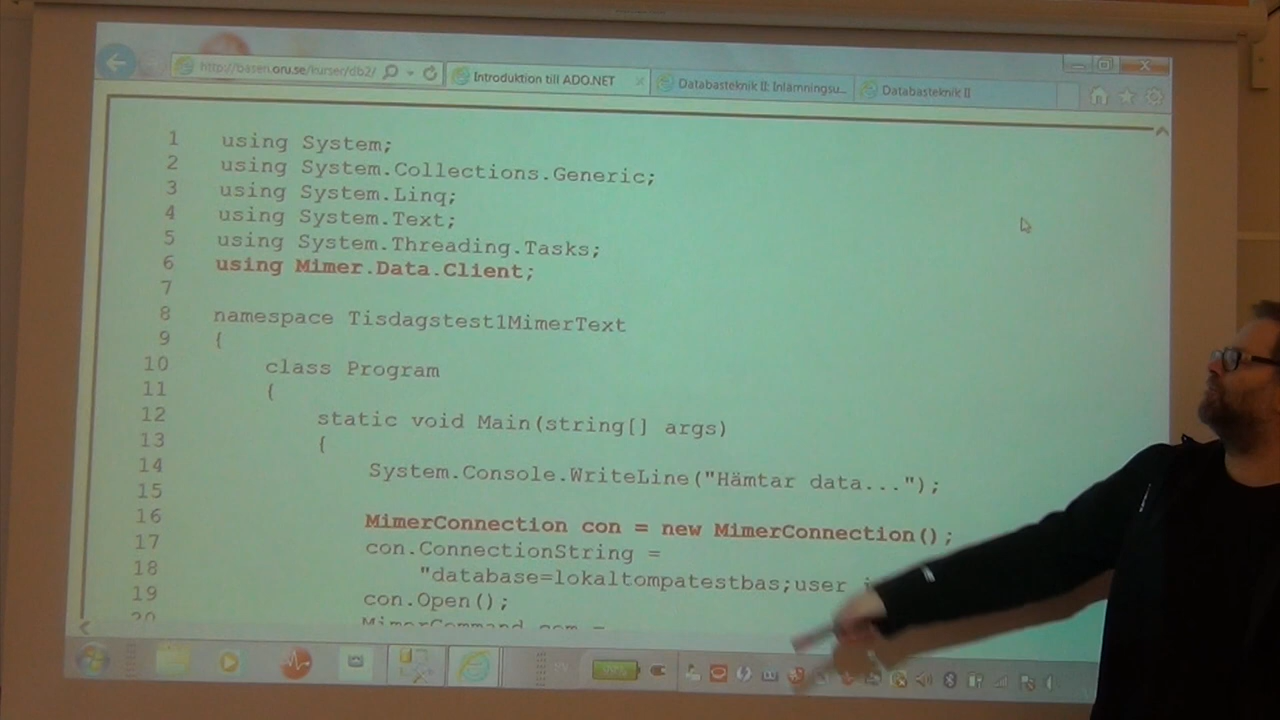 http://basen.oru.se/kurser/db2/
Introduktion till ADO.NET
Databasteknik II: Inlämningsu...
Databasteknik II
1 using System;
2 using System.Collections.Generic;
3 using System.Linq;
4 using System.Text;
5 using System.Threading.Tasks;
6 using Mimer.Data.Client;
7
8 namespace Tisdagstest1MimerText
9 {
10 class Program
11 {
12 static void Main(string[] args)
13 {
14 System.Console.WriteLine("Hämtar data...");
15
16 MimerConnection con = new MimerConnection();
17 con.ConnectionString =
18 "database=lokaltompatestbas;user
19 con.Open();
20 MimerCommand com =